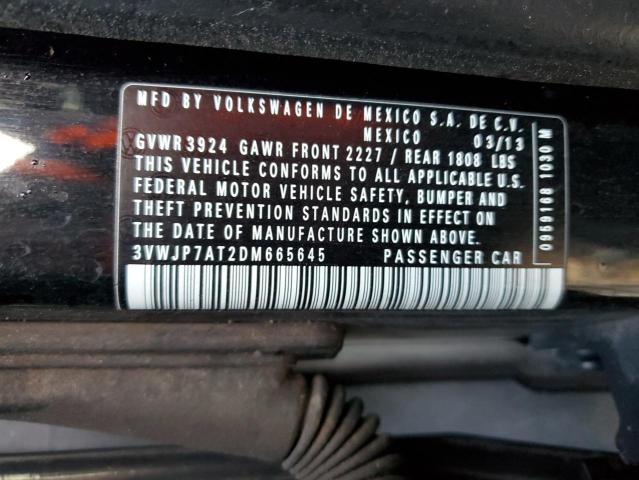 MFD BY VOLKSWAGEN DE MEXICO S.A. DE C.V.
MEXICO 03/13
GVWR 3924 GAWR FRONT 2227 / REAR 1808 LBS
THIS VEHICLE CONFORMS TO ALL APPLICABLE U.S.
FEDERAL MOTOR VEHICLE SAFETY, BUMPER AND
THEFT PREVENTION STANDARDS IN EFFECT ON
THE DATE OF MANUFACTURE SHOWN ABOVE.
3VWJP7AT2DM665645 PASSENGER CAR
0959168 1030 M